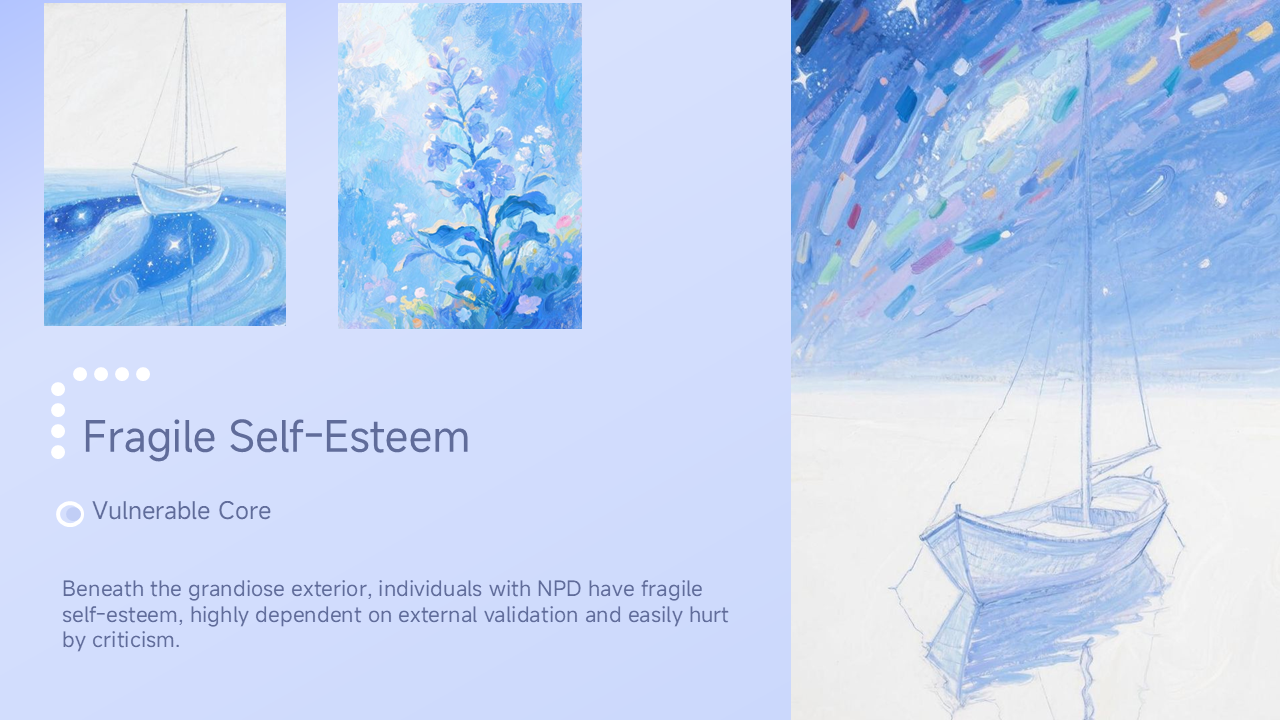 Fragile Self-Esteem
Vulnerable Core
Beneath the grandiose exterior, individuals with NPD have fragile
self-esteem, highly dependent on external validation and easily hurt
by criticism.